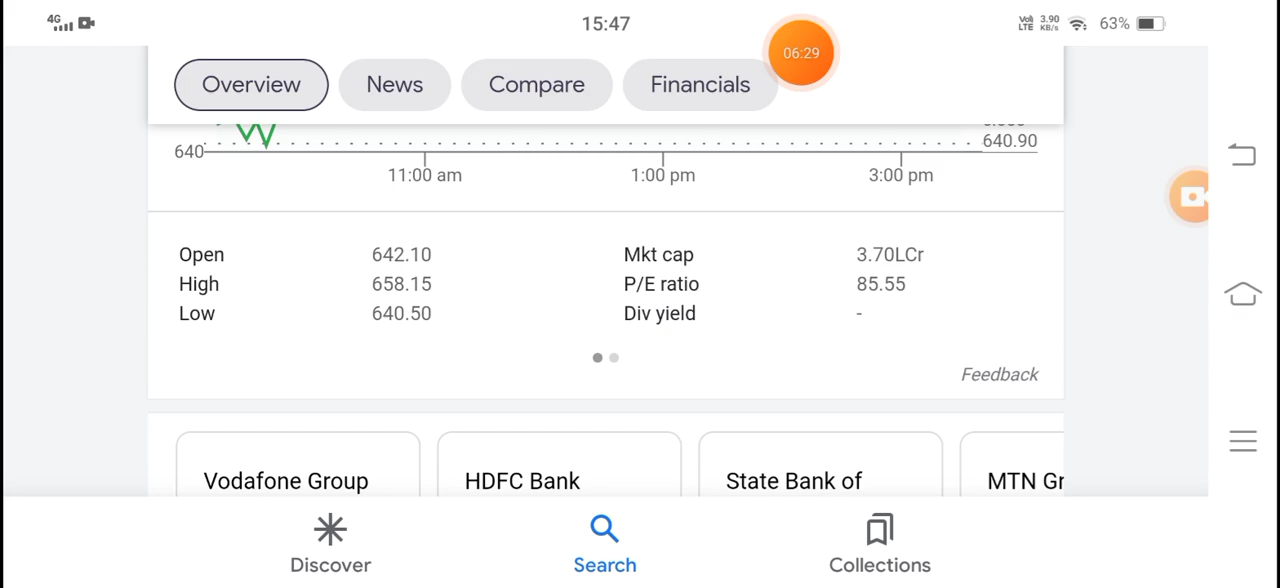 4G 15:47 VoLTE 3.90 KB/s 63%
Overview News Compare Financials 06:29
640 640.90
11:00 am 1:00 pm 3:00 pm
Open 642.10 Mkt cap 3.70LCr
High 658.15 P/E ratio 85.55
Low 640.50 Div yield -
Feedback
Vodafone Group HDFC Bank State Bank of MTN Gr
Discover Search Collections